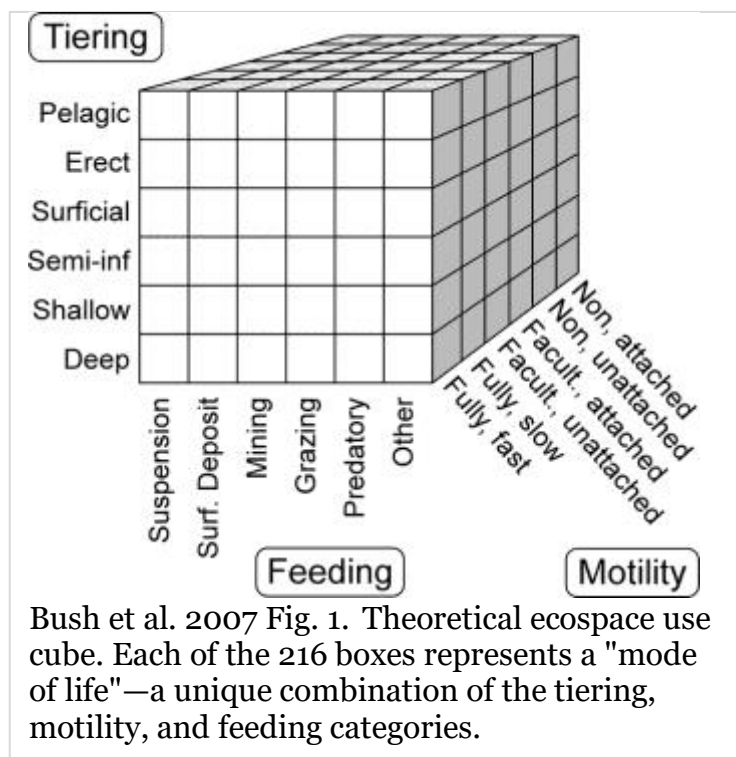 Tiering
Pelagic
Erect
Surficial
Semi-inf
Shallow
Deep
Suspension
Surf. Deposit
Mining
Grazing
Predatory
Other
Fully, fast
Fully, slow
Facult., unattached
Facult., attached
Non, unattached
Non, attached
Feeding
Motility
Bush et al. 2007 Fig. 1. Theoretical ecospace use
cube. Each of the 216 boxes represents a "mode
of life"—a unique combination of the tiering,
motility, and feeding categories.